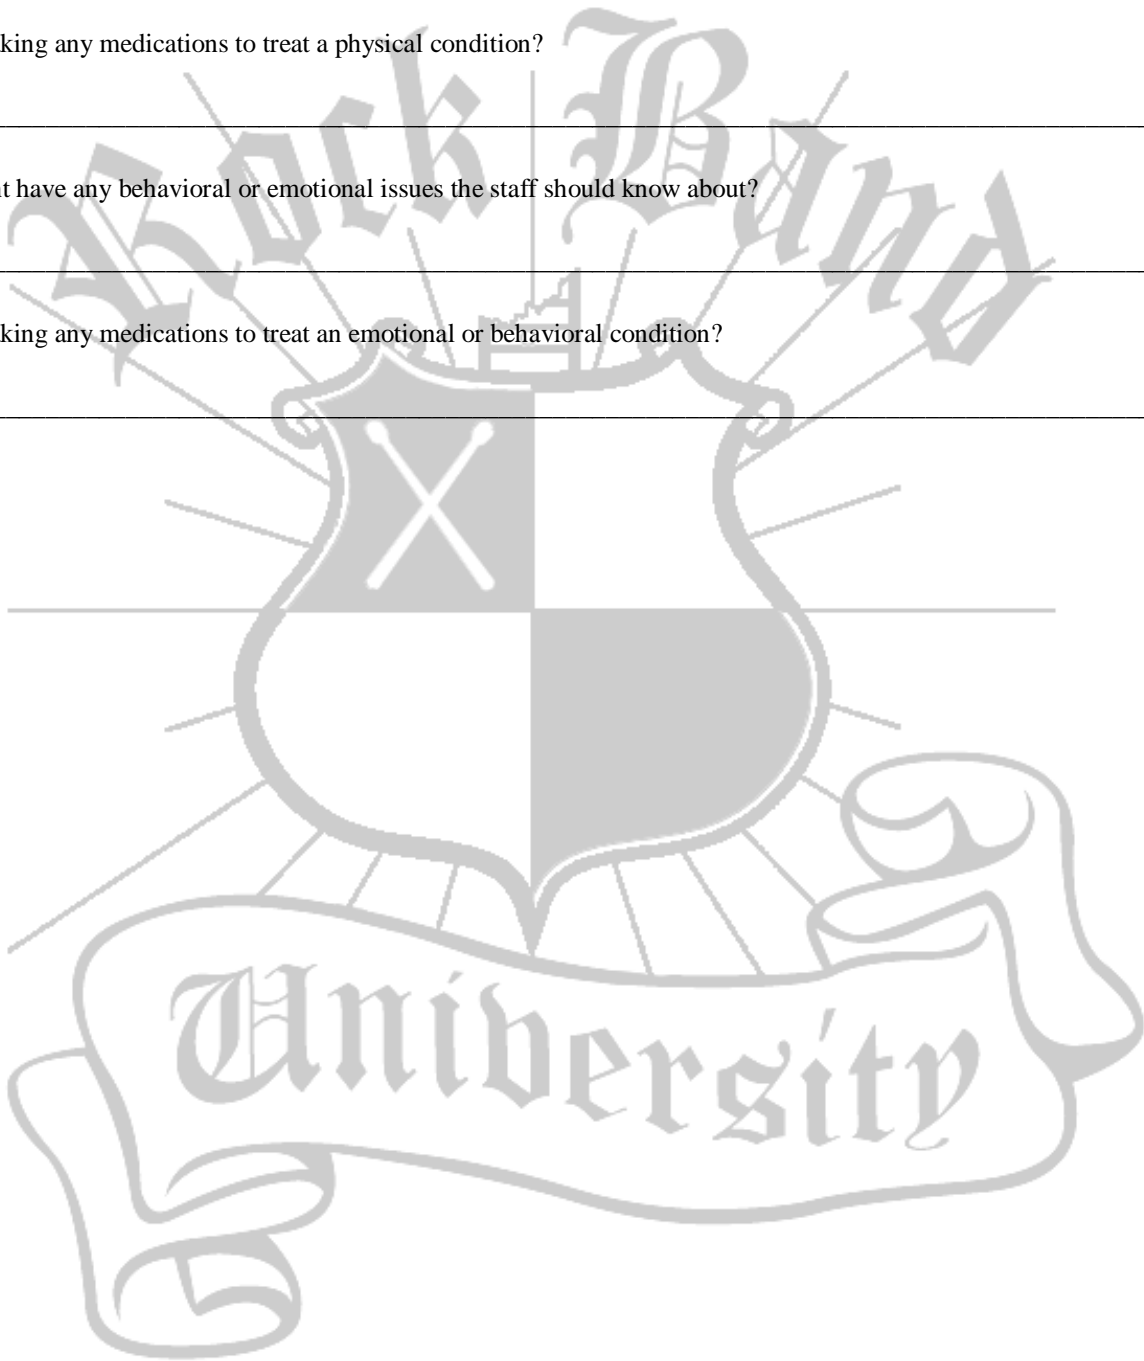 king any medications to treat a physical condition?
t have any behavioral or emotional issues the staff should know about?
king any medications to treat an emotional or behavioral condition?
Rock Band
University